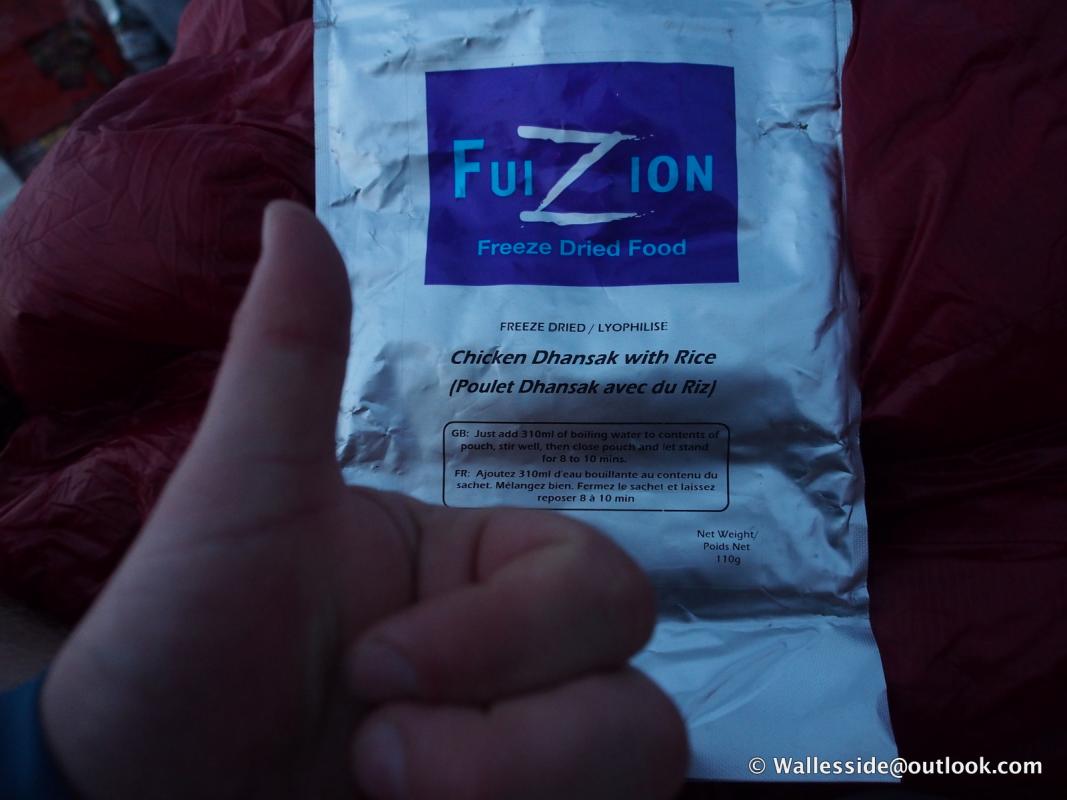 FuiZion
Freeze Dried Food
FREEZE DRIED / LYOPHILISE
Chicken Dhansak with Rice
(Poulet Dhansak avec du Riz)
GB: Just add 310ml of boiling water to contents of
pouch, stir well, then close pouch and let stand
for 8 to 10 mins.
FR: Ajoutez 310ml d'eau bouillante au contenu du
sachet. Mélangez bien. Fermez le sachet et laissez
reposer 8 à 10 min
Net Weight/
Poids Net
110g
© Wallesside@outlook.com